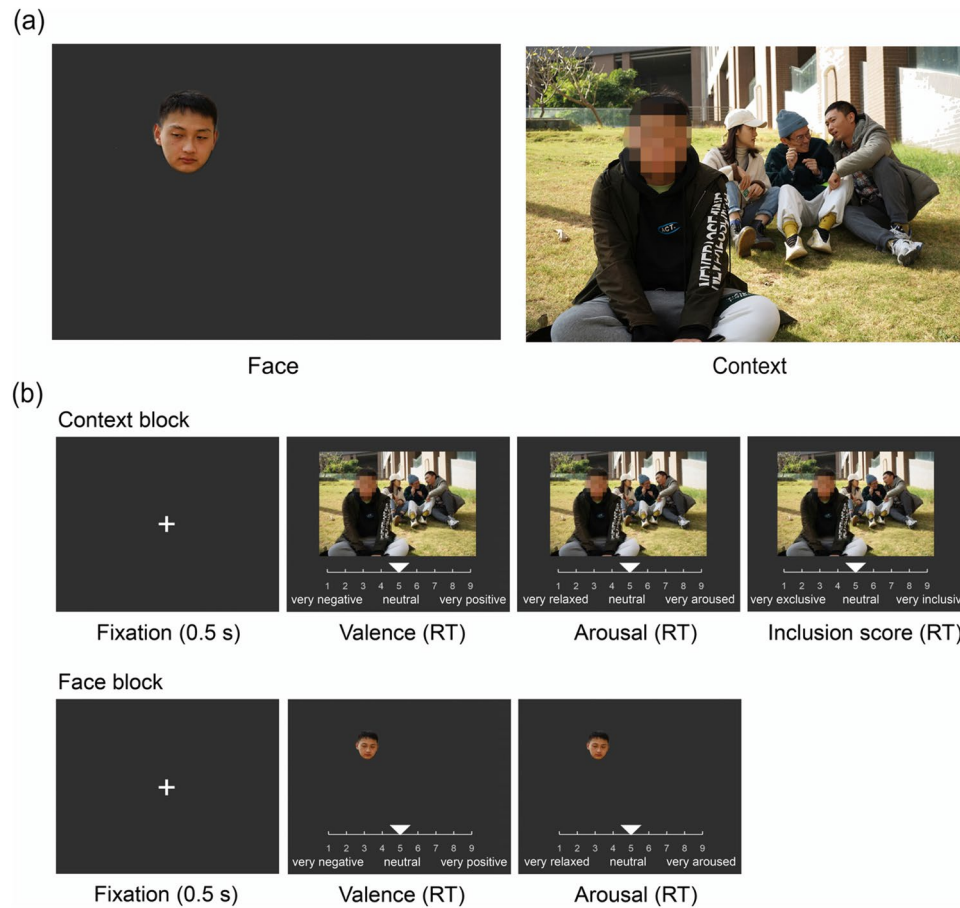 (a)
Face
Context
ACT.
NEVERLOSEMIND
(b)
Context block
+
1 2 3 4 5 6 7 8 9
very negative neutral very positive
1 2 3 4 5 6 7 8 9
very relaxed neutral very aroused
1 2 3 4 5 6 7 8 9
very exclusive neutral very inclusiv
Fixation (0.5 s)
Valence (RT)
Arousal (RT)
Inclusion score (RT)
Face block
+
1 2 3 4 5 6 7 8 9
very negative neutral very positive
1 2 3 4 5 6 7 8 9
very relaxed neutral very aroused
Fixation (0.5 s)
Valence (RT)
Arousal (RT)